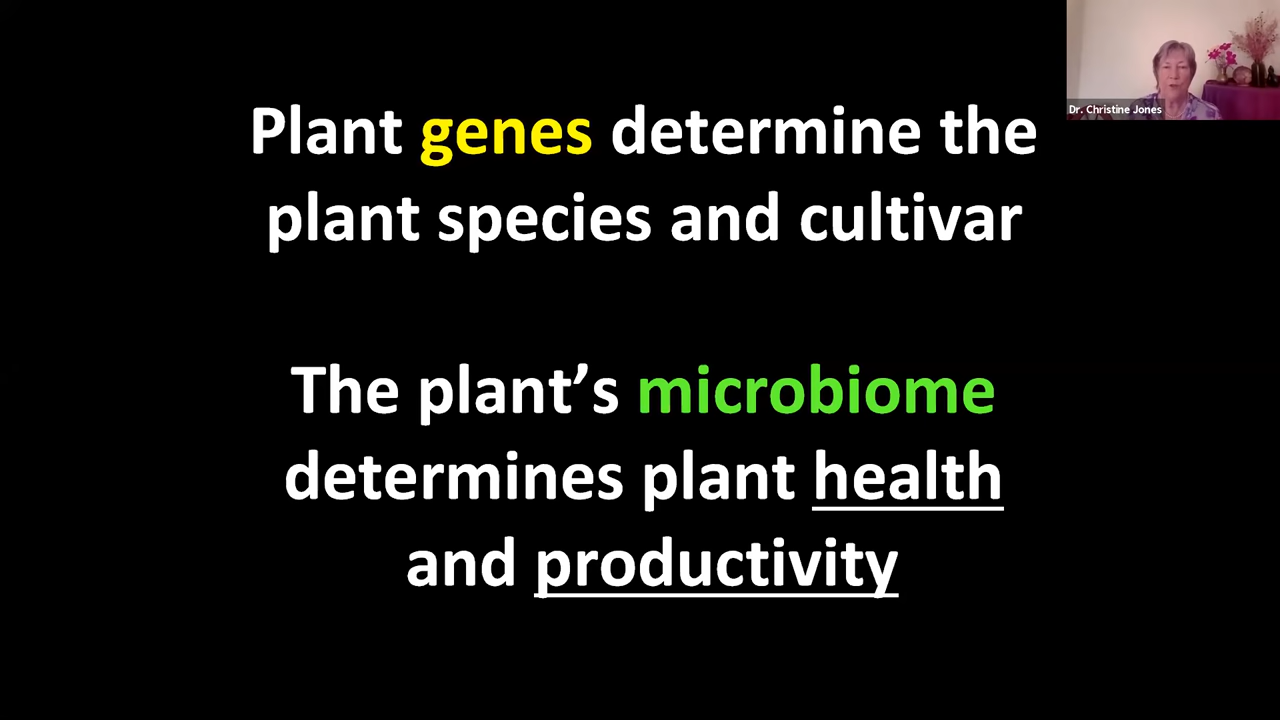 Dr. Christine Jones
Plant genes determine the
plant species and cultivar
The plant’s microbiome
determines plant health
and productivity